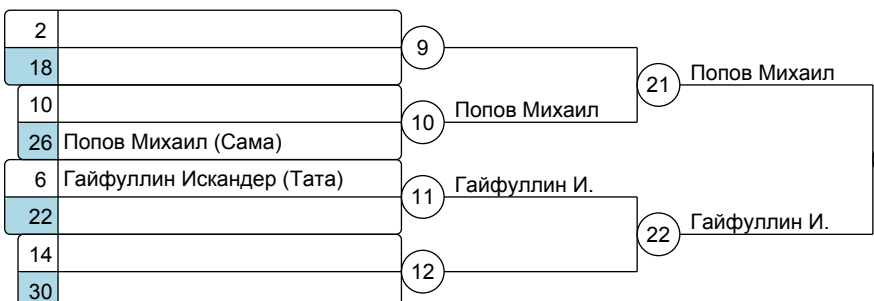 2
9
18
21 Попов Михаил
10
10 Попов Михаил
26 Попов Михаил (Сама)
6 Гайфуллин Искандер (Тата)
11 Гайфуллин И.
22
22 Гайфуллин И.
14
12
30